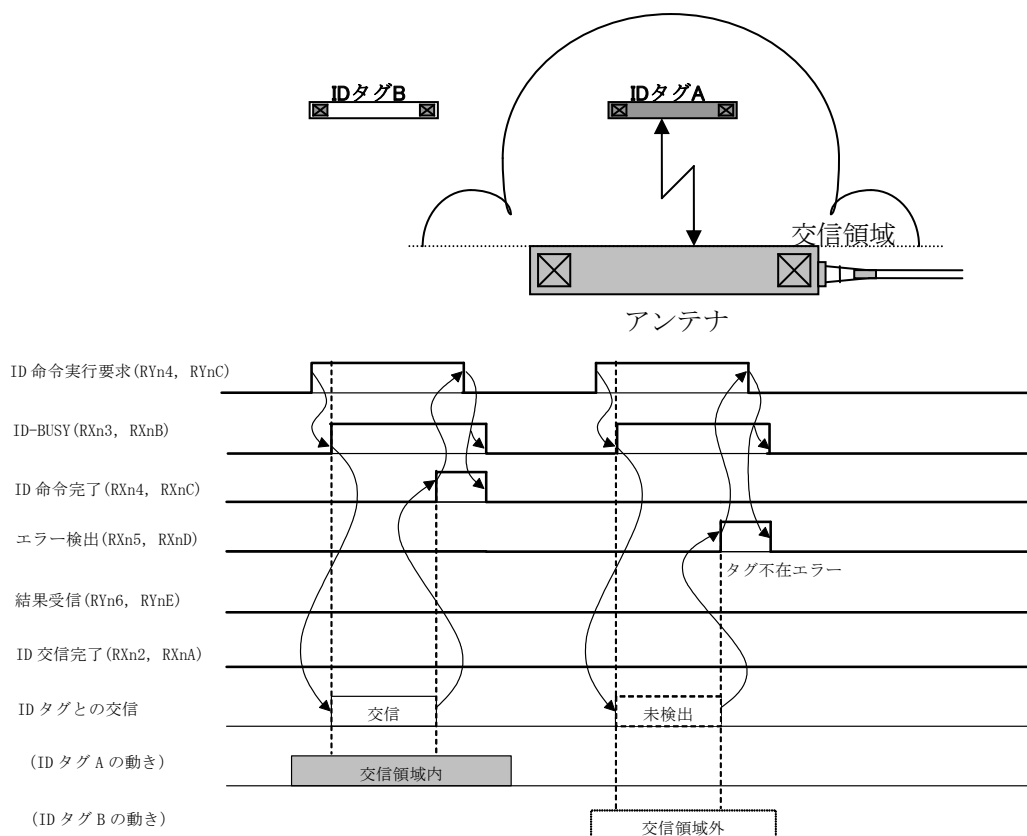 IDタグB
IDタグA
交信領域
アンテナ
ID 命令実行要求(RYn4, RYnC)
ID-BUSY(RXn3, RXnB)
ID 命令完了(RXn4, RXnC)
エラー検出(RXn5, RXnD)
タグ不在エラー
結果受信(RYn6, RYnE)
ID 交信完了(RXn2, RXnA)
ID タグとの交信
交信
未検出
(ID タグ A の動き)
交信領域内
(ID タグ B の動き)
交信領域外